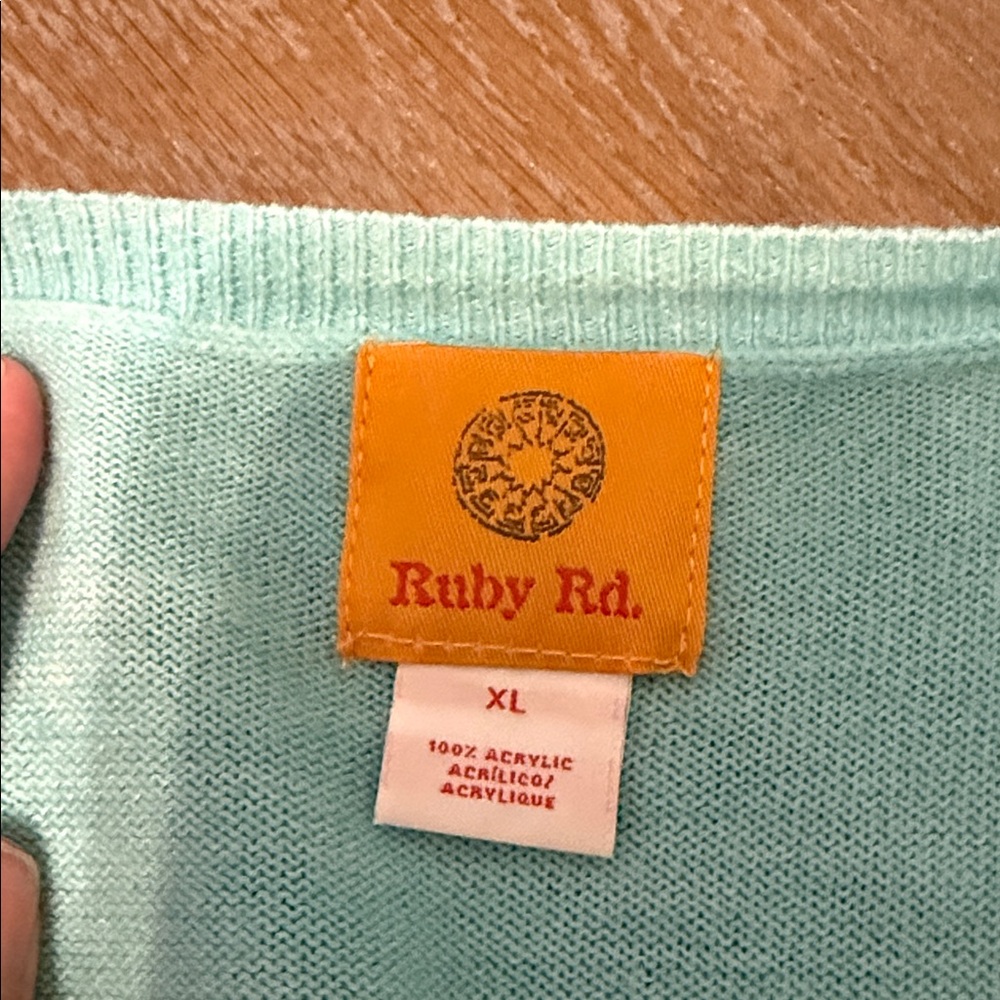 Ruby Rd.
XL
100% ACRYLIC
ACRÍLICO/
ACRYLIQUE